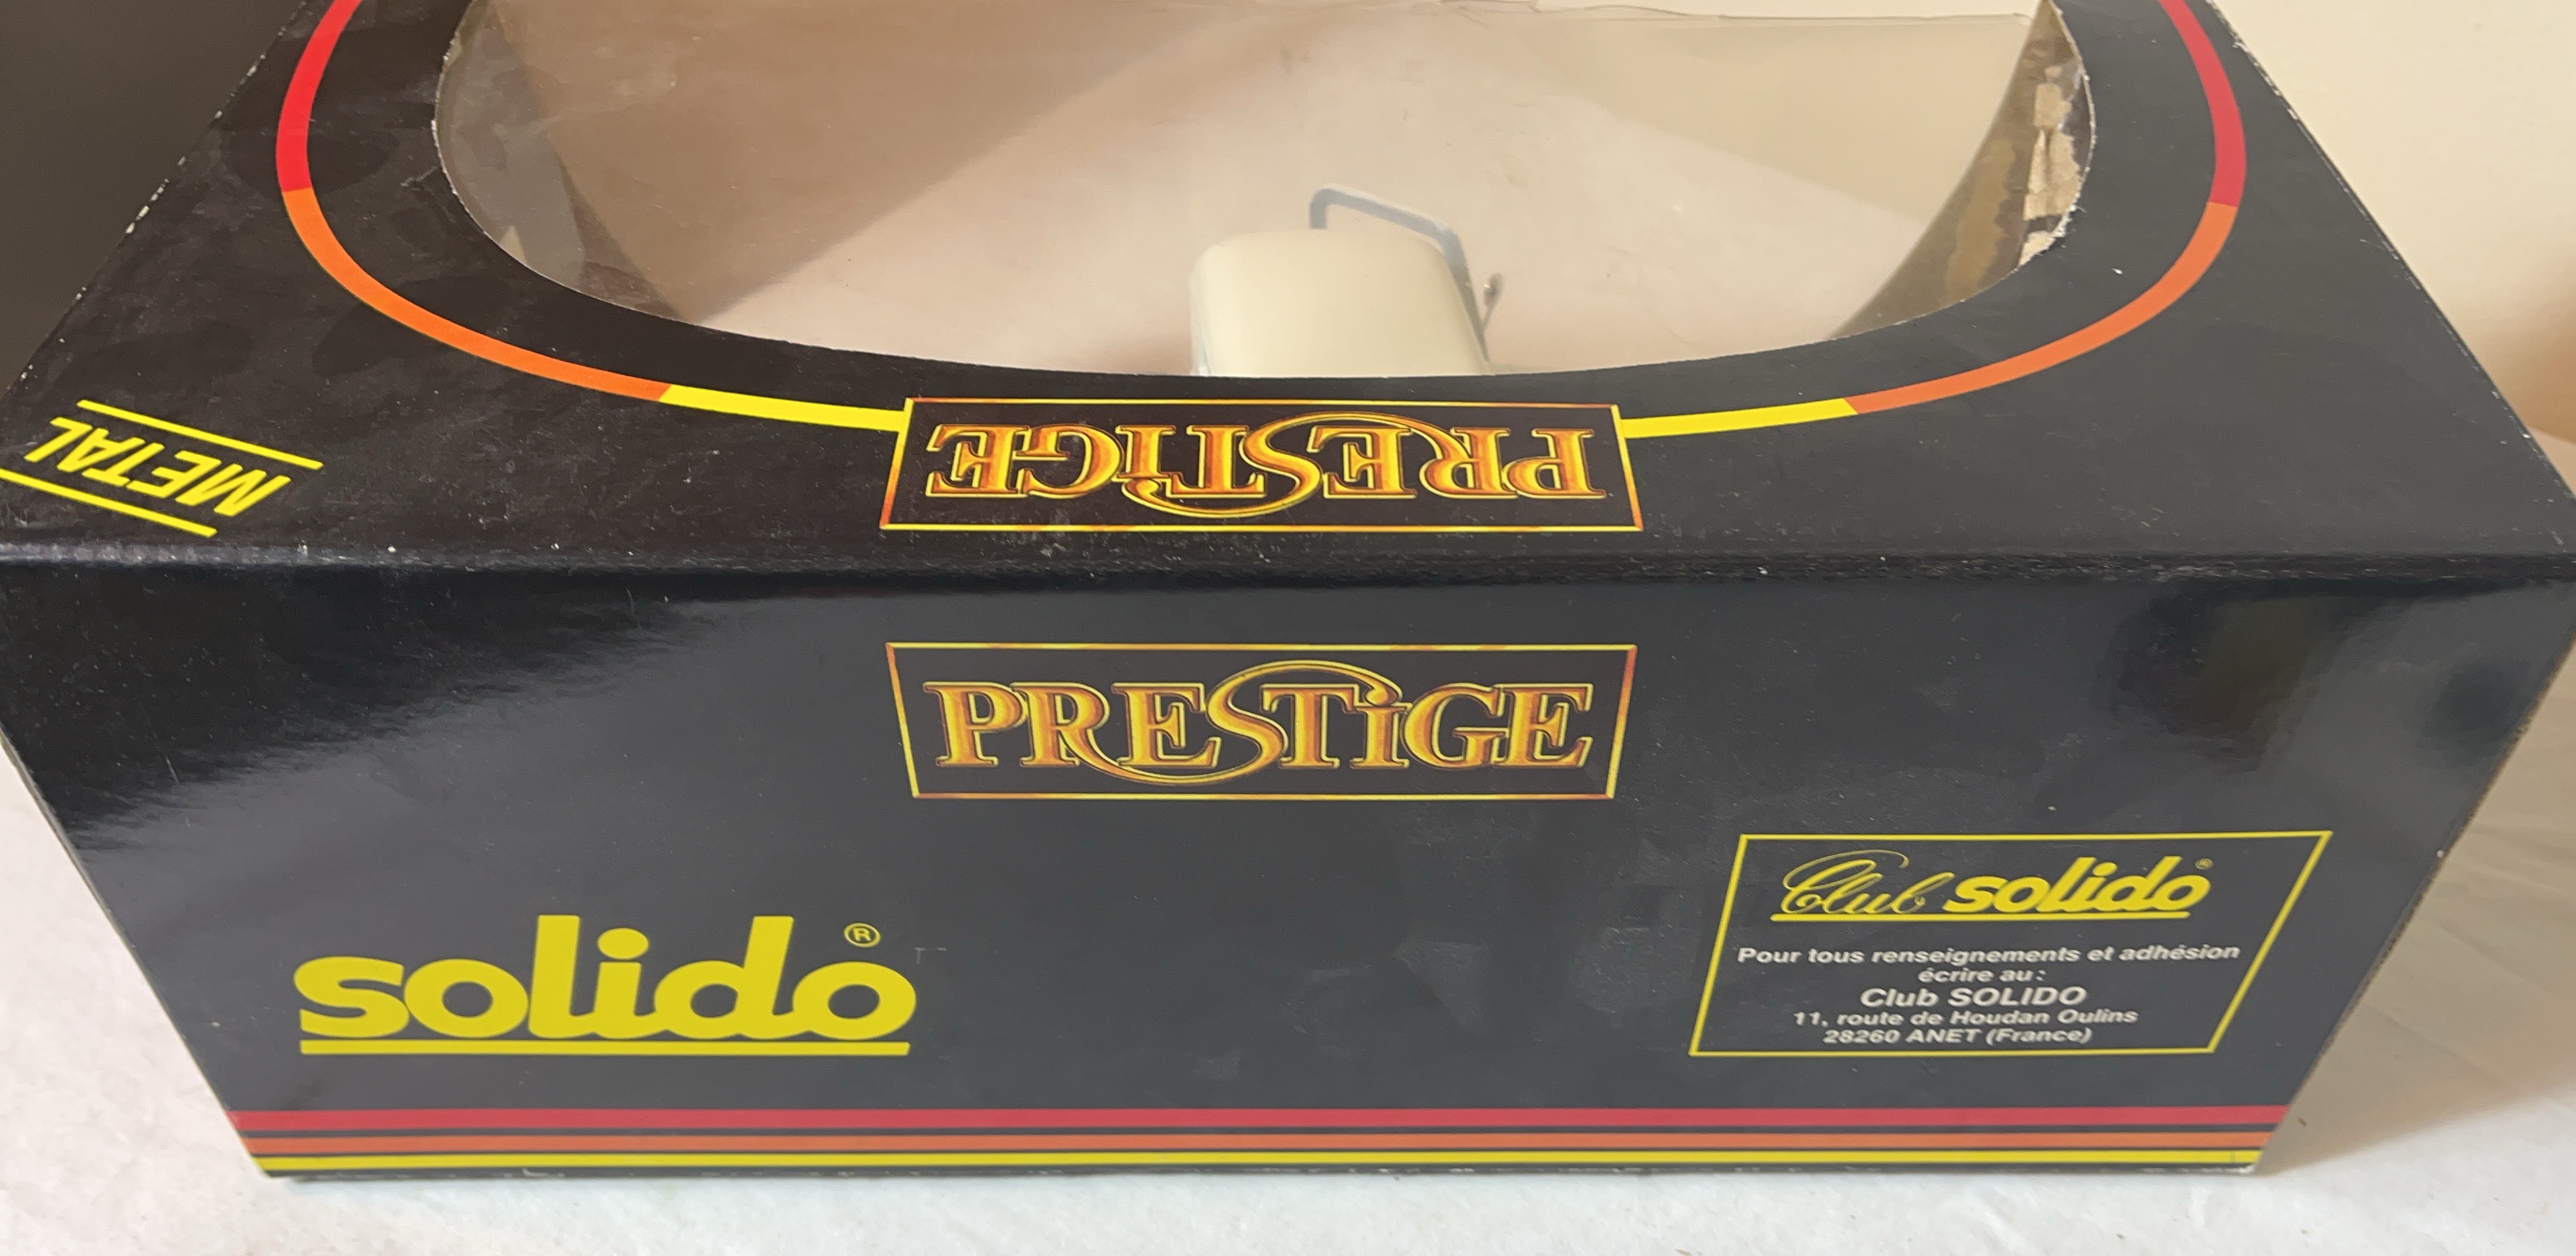 METAL
PRESTiGE
PRESTiGE
solido®
Club solido®
Pour tous renseignements et adhésion
écrire au :
Club SOLIDO
11, route de Houdan Oulins
28260 ANET (France)